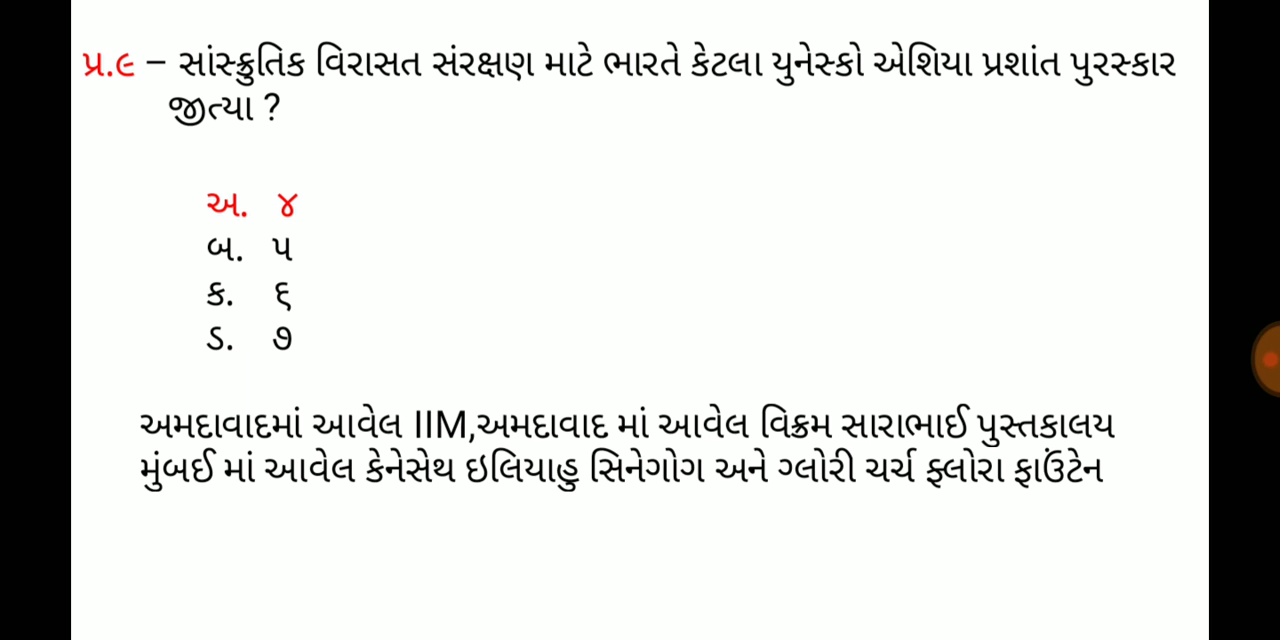 પ્ર.૯ – સાંસ્ક્રુતિક વિરાસત સંરક્ષણ માટે ભારતે કેટલા યુનેસ્કો એશિયા પ્રશાંત પુરસ્કાર
જીત્યા ?
અ. ૪
બ. ૫
ક. ૬
ડ. ૭
અમદાવાદમાં આવેલ IIM,અમદાવાદ માં આવેલ વિક્રમ સારાભાઈ પુસ્તકાલય
મુંબઈ માં આવેલ કેનેસેથ ઇલિયાહુ સિનેગોગ અને ગ્લોરી ચર્ચ ફ્લોરા ફાઉંટેન